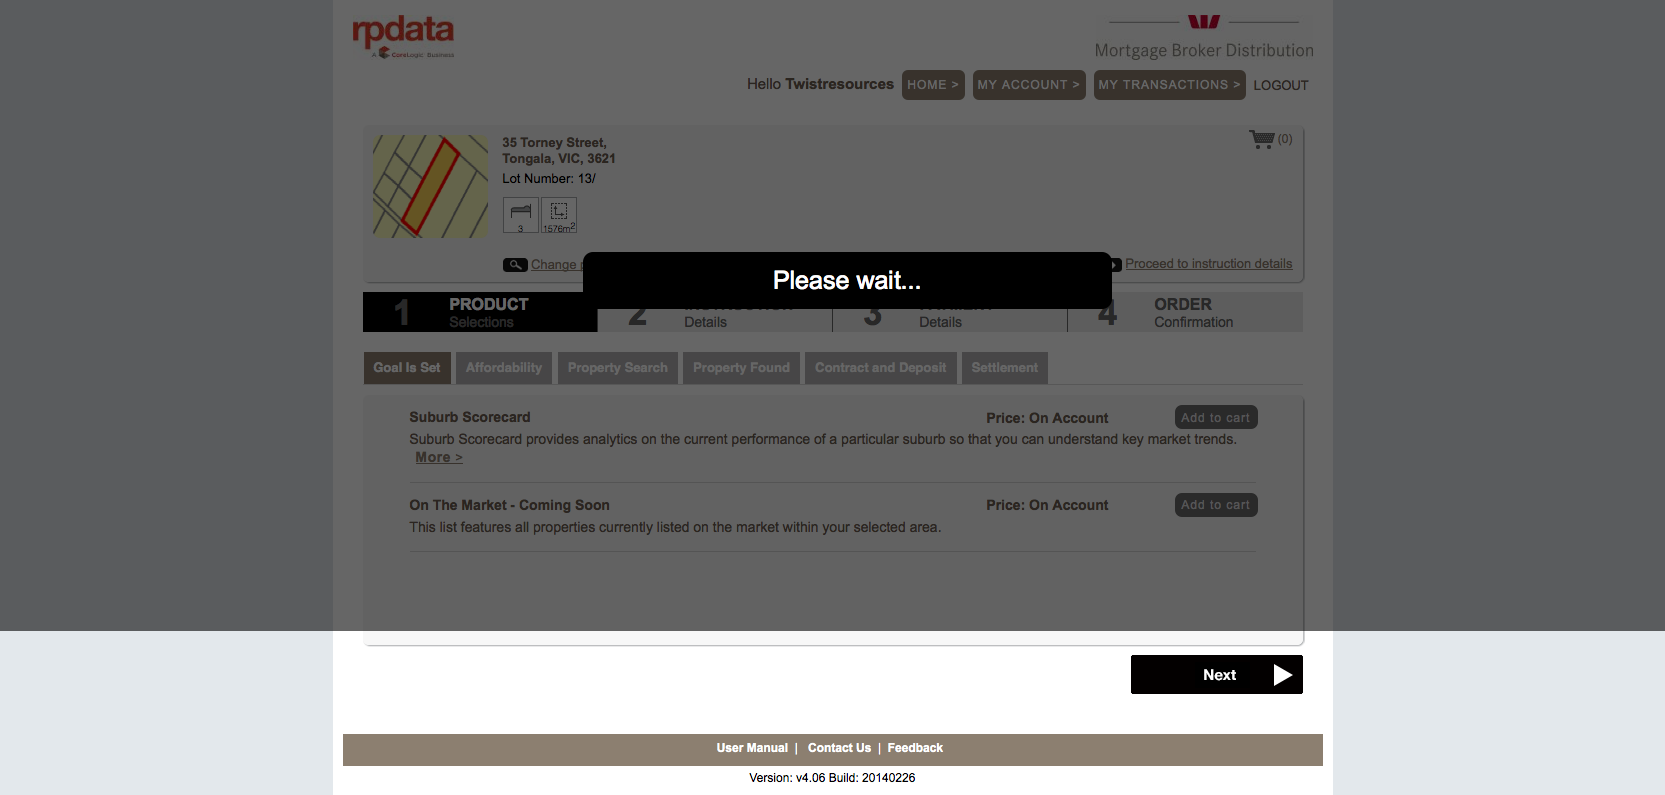 rpdata
A CoreLogic Business
Mortgage Broker Distribution
Hello Twistresources HOME > MY ACCOUNT > MY TRANSACTIONS > LOGOUT
35 Torney Street,
Tongala, VIC, 3621
Lot Number: 13/
(0)
3 1576m2
Change
Proceed to instruction details
Please wait...
1 PRODUCT
Selections
2
Details
3
Details
4 ORDER
Confirmation
Goal Is Set Affordability Property Search Property Found Contract and Deposit Settlement
Suburb Scorecard Price: On Account Add to cart
Suburb Scorecard provides analytics on the current performance of a particular suburb so that you can understand key market trends.
More >
On The Market - Coming Soon Price: On Account Add to cart
This list features all properties currently listed on the market within your selected area.
Next
User Manual | Contact Us | Feedback
Version: v4.06 Build: 20140226